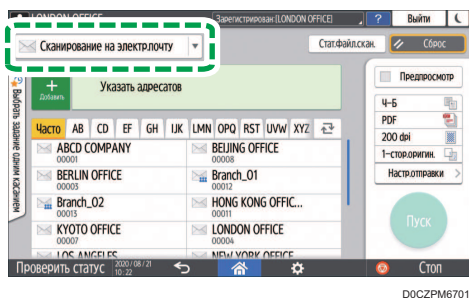 LONDON OFFICE
Зарегистрирован:[LONDON OFFICE]
?
Выйти
Сканирование на электр.почту
Стат.файл.скан.
Сброс
Выбрать задание одним касанием
Добавить
Указать адресатов
Предпросмотр
Часто AB CD EF GH IJK LMN OPQ RST UVW XYZ
4-Б
PDF
200 dpi
1-стор.оригин.
Настр.отправки
ABCD COMPANY
00001
BEIJING OFFICE
00008
BERLIN OFFICE
00003
Branch_01
00012
Branch_02
00013
HONG KONG OFFIC...
00011
KYOTO OFFICE
00007
LONDON OFFICE
00004
LOS ANGELES
NEW YORK OFFICE
Пуск
Проверить статус
2020/08/21
10:22
Стоп
D0CZPM6701